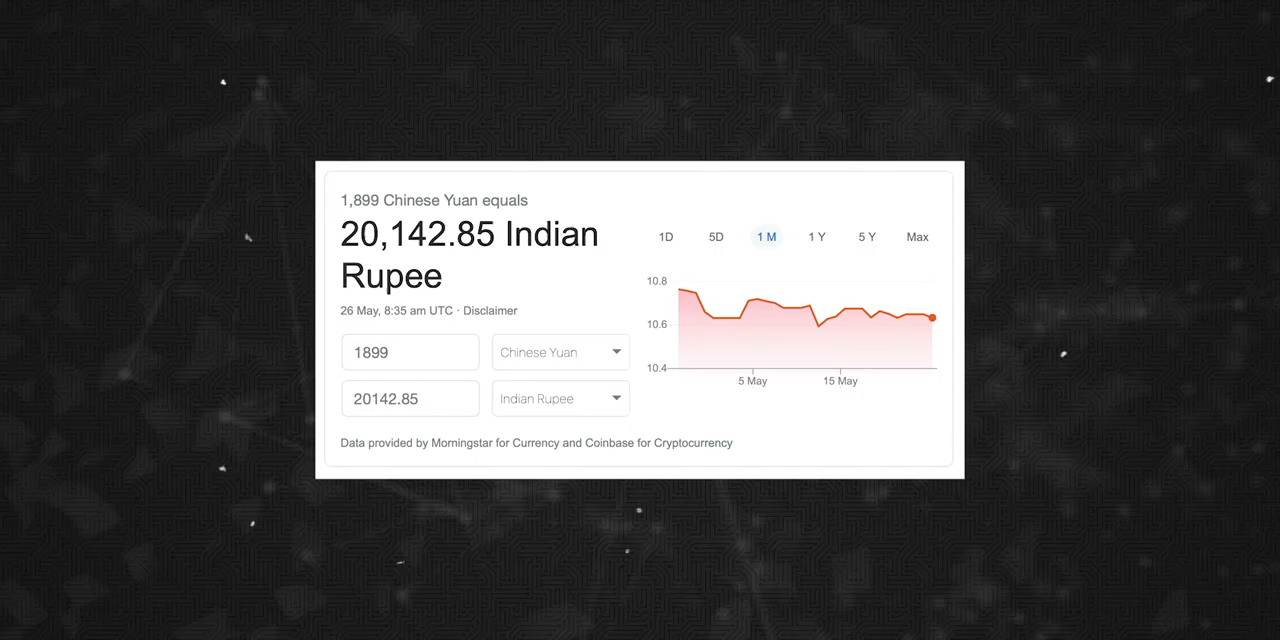 1,899 Chinese Yuan equals
20,142.85 Indian
Rupee
26 May, 8:35 am UTC · Disclaimer
1899
Chinese Yuan
20142.85
Indian Rupee
1D 5D 1 M 1 Y 5 Y Max
10.8
10.6
10.4
5 May 15 May
Data provided by Morningstar for Currency and Coinbase for Cryptocurrency